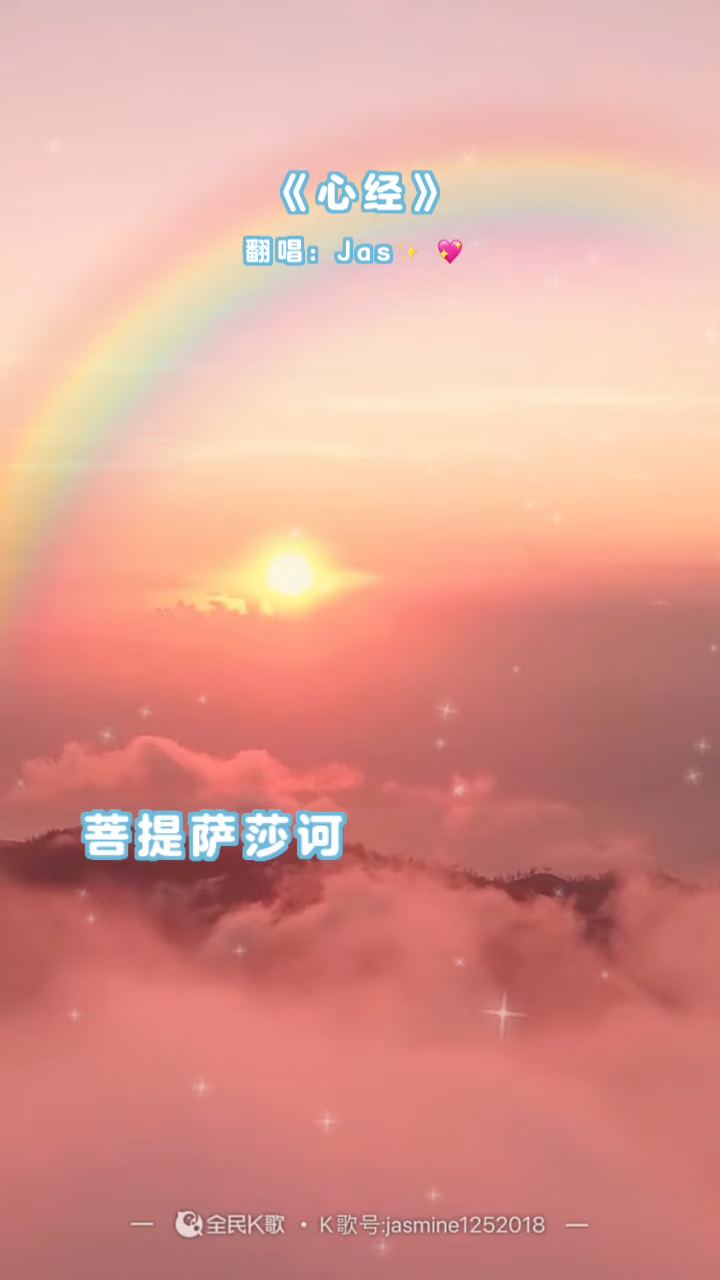 《心经》
翻唱：Jas✨ 💖
菩提萨莎诃
— 全民K歌 · K歌号:jasmine1252018 —